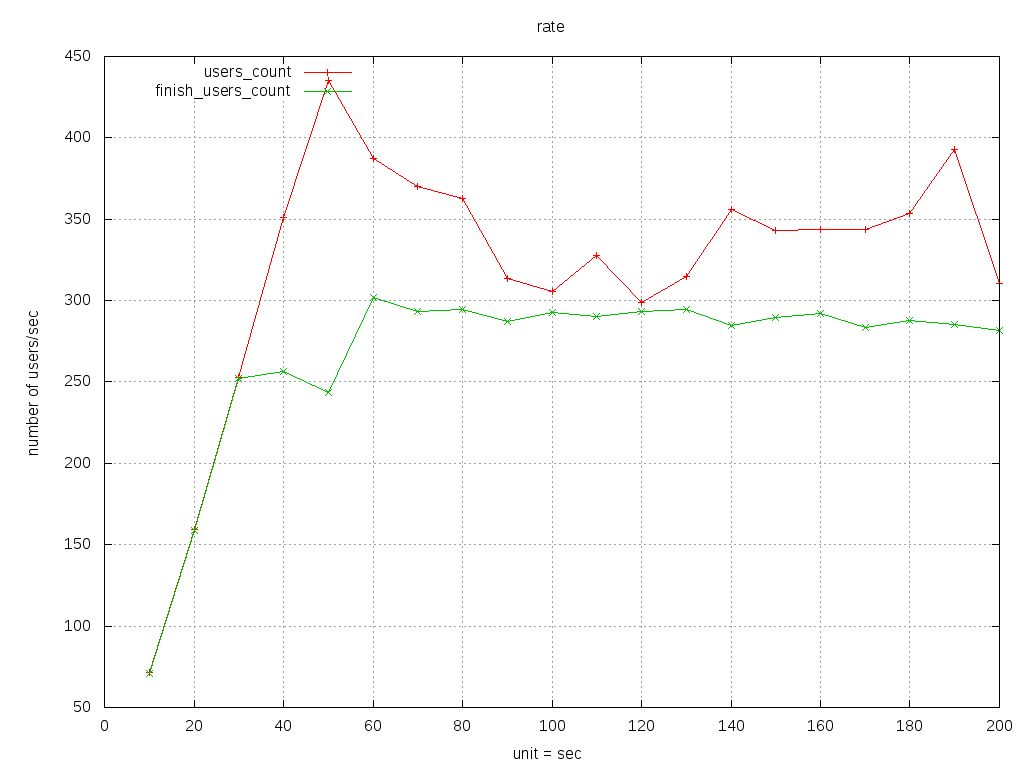 rate
users_count
finish_users_count
450
400
350
300
250
200
150
100
50
number of users/sec
0 20 40 60 80 100 120 140 160 180 200
unit = sec